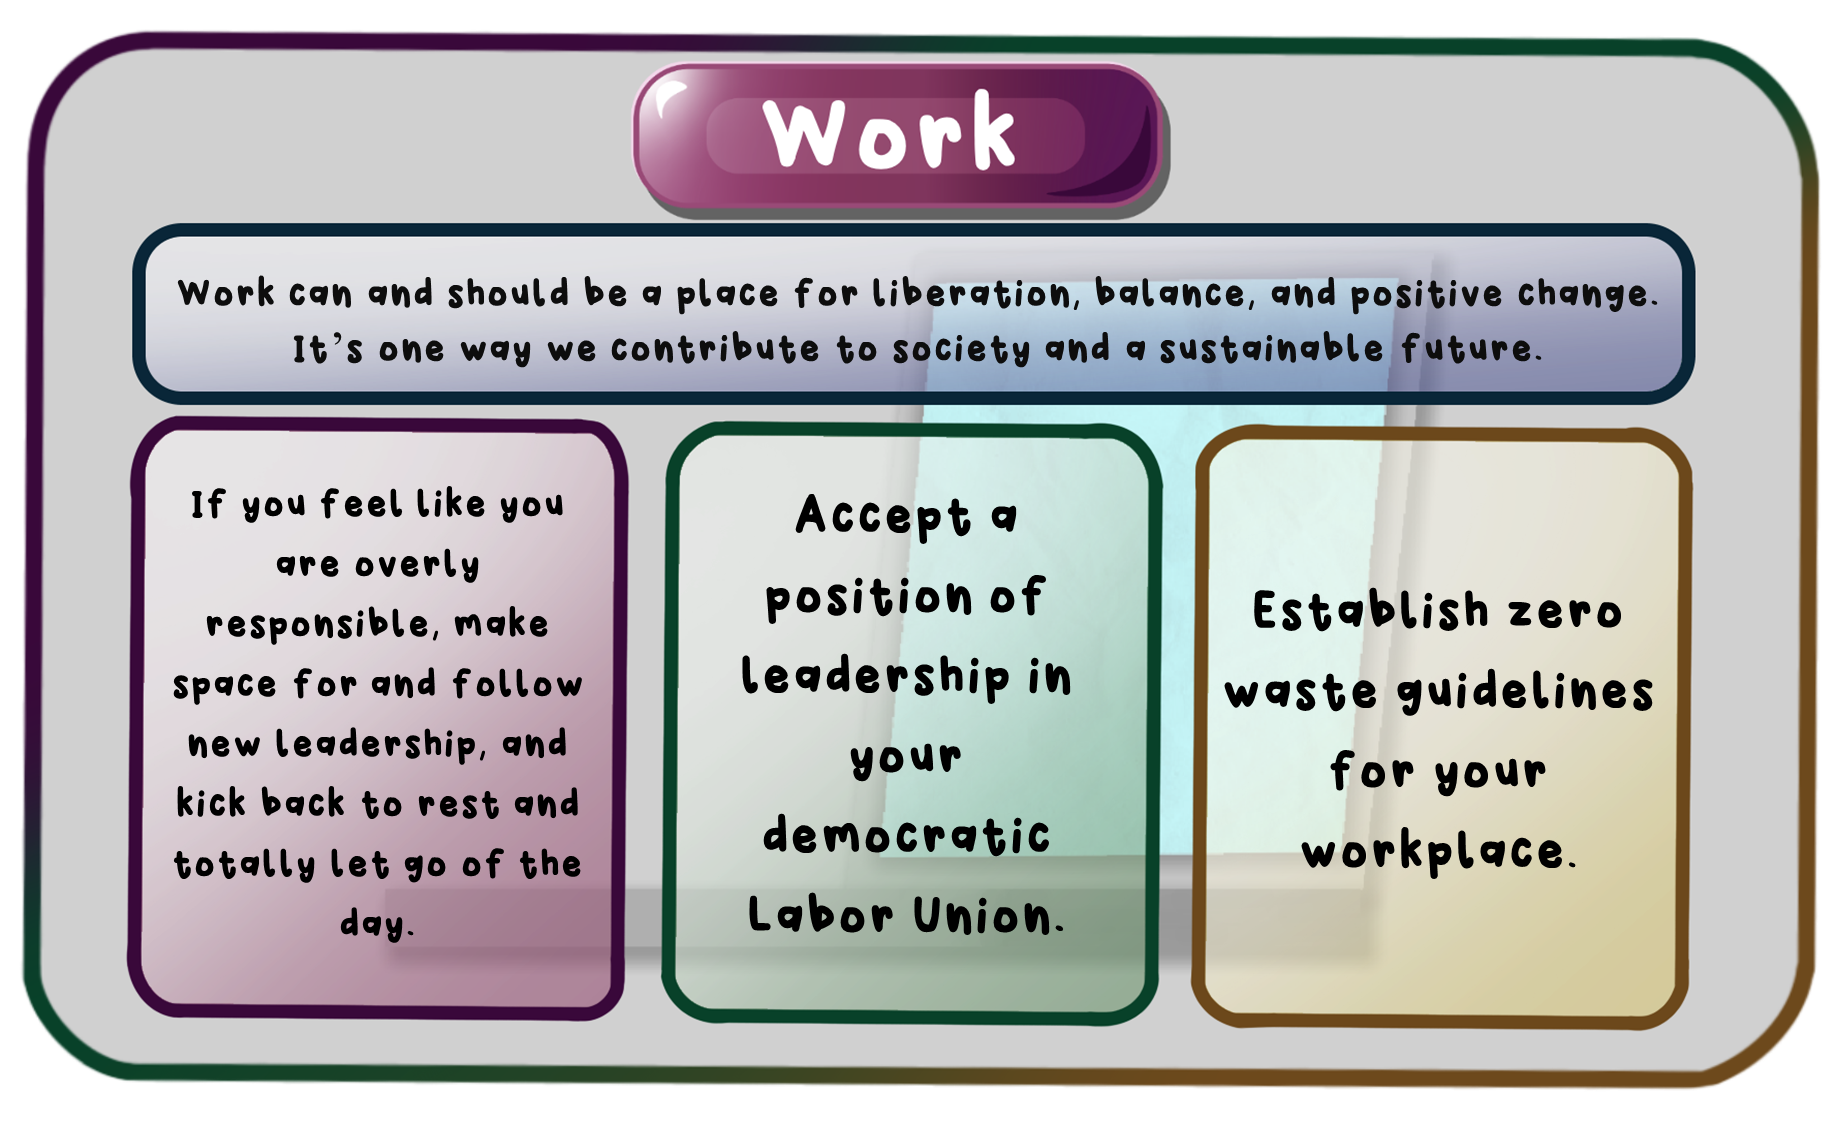 Work
Work can and should be a place for liberation, balance, and positive change.
It's one way we contribute to society and a sustainable future.
If you feel like you
are overly
responsible, make
space for and follow
new leadership, and
kick back to rest and
totally let go of the
day.
Accept a
position of
leadership in
your
democratic
Labor Union.
Establish zero
waste guidelines
for your
workplace.